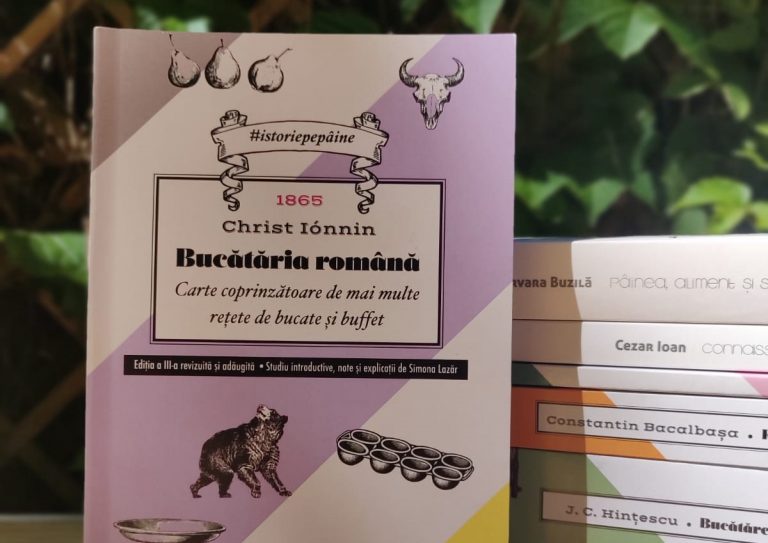 #istoriepepâine
1865
Christ Iónnin
Bucătăria română
Carte coprinzătoare de mai multe
rețete de bucate și buffet
Ediția a III-a revizuită și adăugită • Studiu introductive, note și explicații de Simona Lazăr
Buzilă Pâinea, aliment și
Cezar Ioan
Constantin Bacalbașa •
J. C. Hințescu •